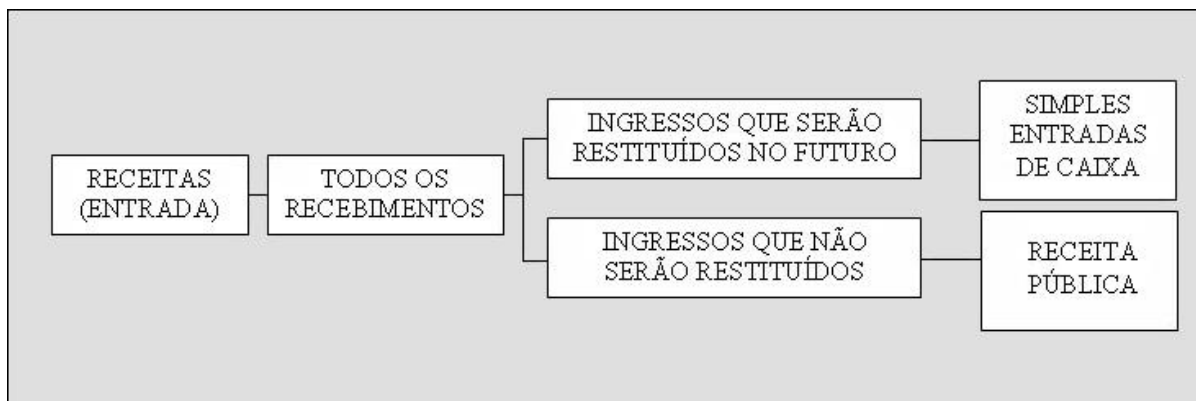 RECEITAS
(ENTRADA)
TODOS OS
RECEBIMENTOS
INGRESSOS QUE SERÃO
RESTITUÍDOS NO FUTURO
SIMPLES
ENTRADAS
DE CAIXA
INGRESSOS QUE NÃO
SERÃO RESTITUÍDOS
RECEITA
PÚBLICA